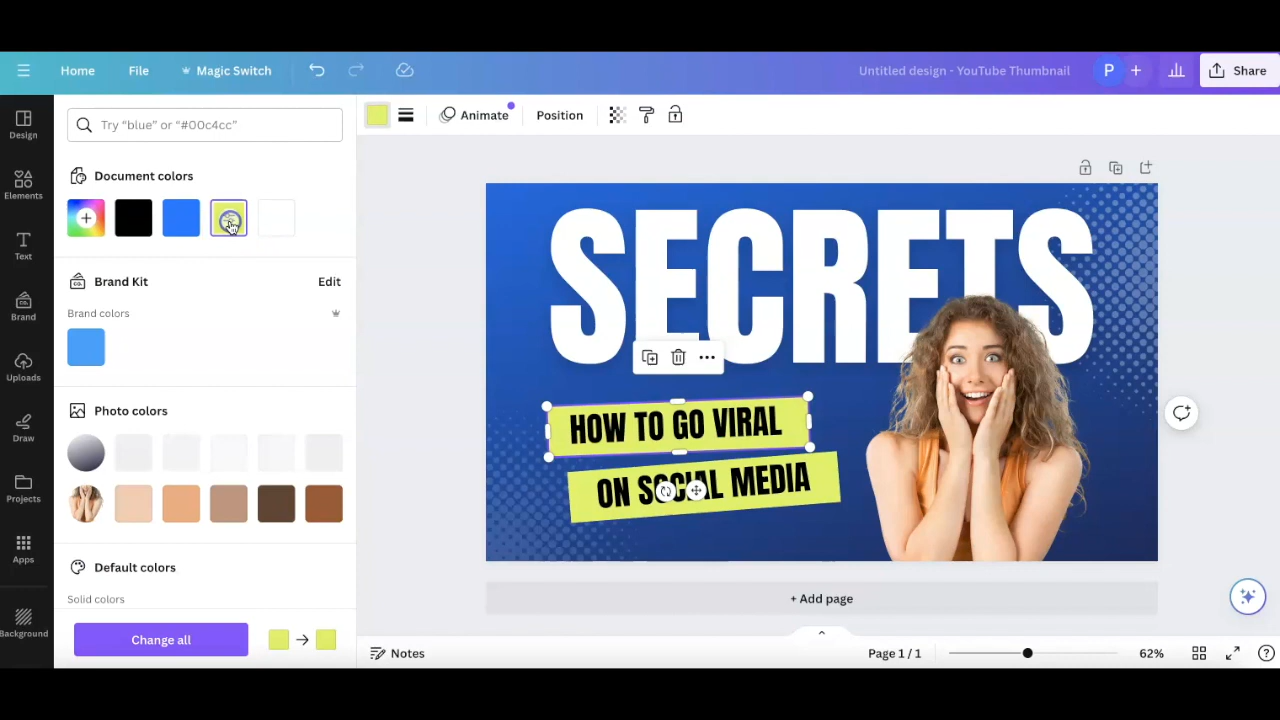 Home
File
Magic Switch
Untitled design - YouTube Thumbnail
P
+
Share
Design
Elements
Text
Brand
Uploads
Draw
Projects
Apps
Background
Try “blue” or “#00c4cc”
Document colors
Brand Kit
Edit
Brand colors
Photo colors
Default colors
Solid colors
Change all
Animate
Position
SECRETS
HOW TO GO VIRAL
ON SOCIAL MEDIA
+ Add page
Notes
Page 1 / 1
62%